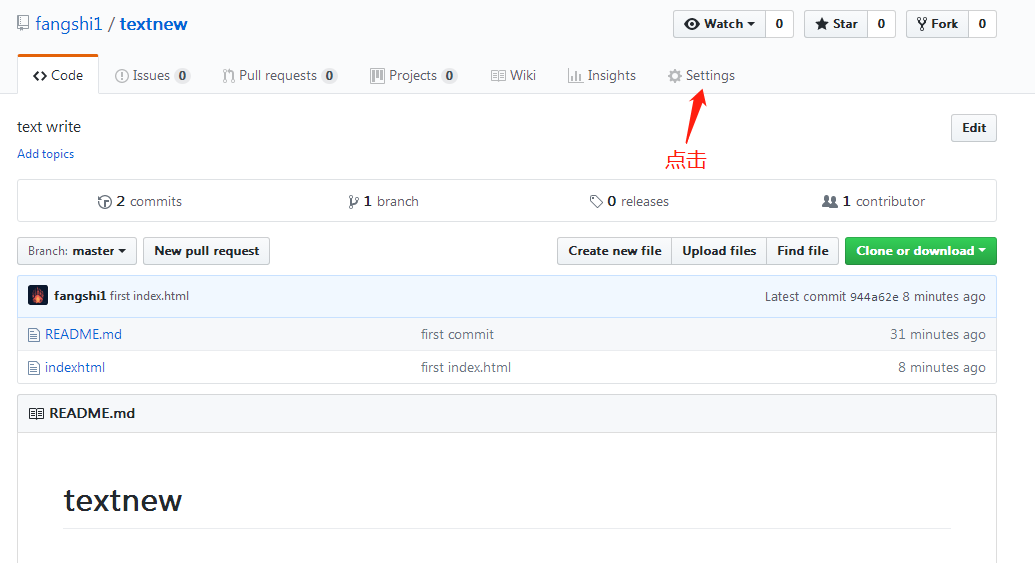 fangshi1 / textnew
Watch 0 Star 0 Fork 0
Code Issues 0 Pull requests 0 Projects 0 Wiki Insights Settings
text write
Edit
Add topics
点击
2 commits 1 branch 0 releases 1 contributor
Branch: master New pull request Create new file Upload files Find file Clone or download
fangshi1 first index.html Latest commit 944a62e 8 minutes ago
README.md first commit 31 minutes ago
indexhtml first index.html 8 minutes ago
README.md
textnew